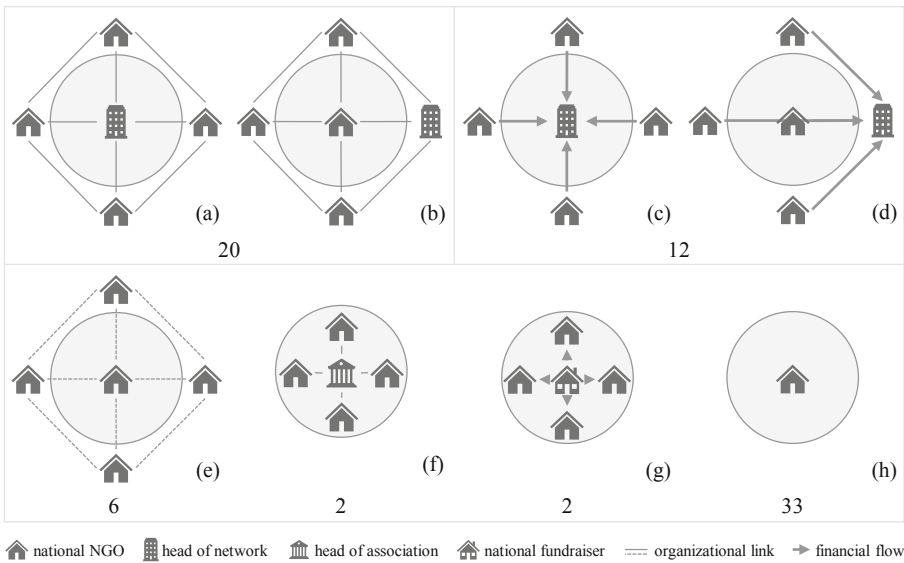 (a) (b) (c) (d)
20 12
(e) (f) (g) (h)
6 2 2 33
national NGO head of network head of association national fundraiser organizational link financial flow